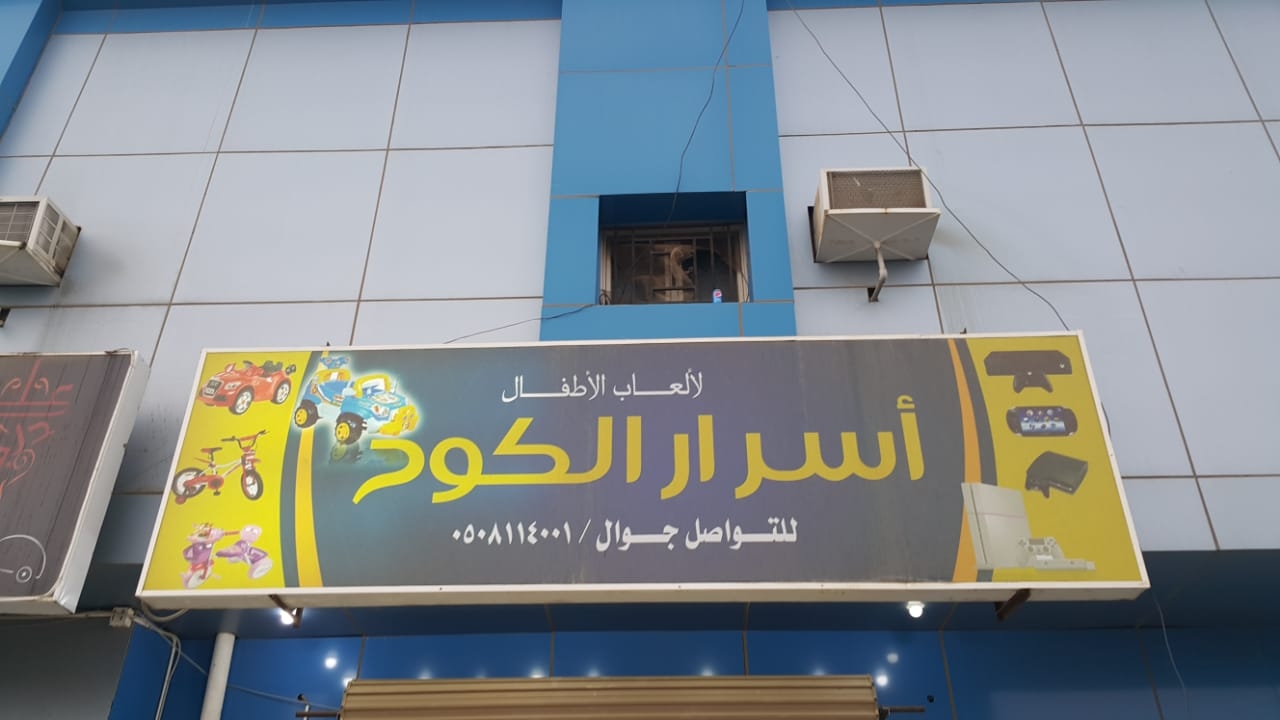 لألعاب الأطفال
أسرار الكود
للتواصل جوال / ٠٥٠٨١١٤٠٠١